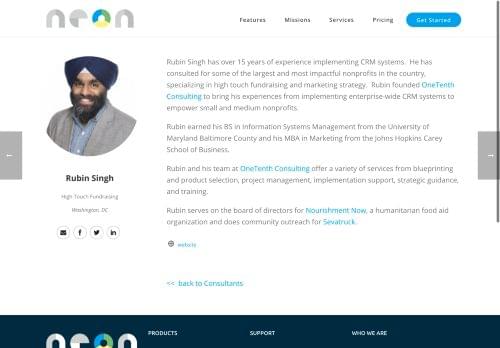 neon
Features Missions Services Pricing Get Started
Rubin Singh has over 15 years of experience implementing CRM systems. He has
consulted for some of the largest and most impactful nonprofits in the country,
specializing in high touch fundraising and marketing strategy. Rubin founded OneTenth
Consulting to bring his experiences from implementing enterprise-wide CRM systems to
empower small and medium nonprofits.
Rubin earned his BS in Information Systems Management from the University of
Maryland Baltimore County and his MBA in Marketing from the Johns Hopkins Carey
School of Business.
Rubin and his team at OneTenth Consulting offer a variety of services from blueprinting
and product selection, project management, implementation support, strategic guidance,
and training.
Rubin serves on the board of directors for Nourishment Now, a humanitarian food aid
organization and does community outreach for Sevatruck.
website
<< back to Consultants
Rubin Singh
High Touch Fundraising
Washington, DC
neon
PRODUCTS SUPPORT WHO WE ARE